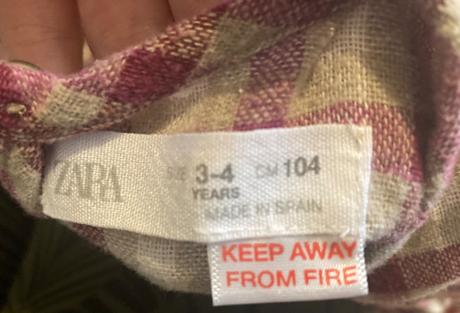 ZARA
SIZE 3-4 CM 104
YEARS
MADE IN SPAIN
KEEP AWAY
FROM FIRE